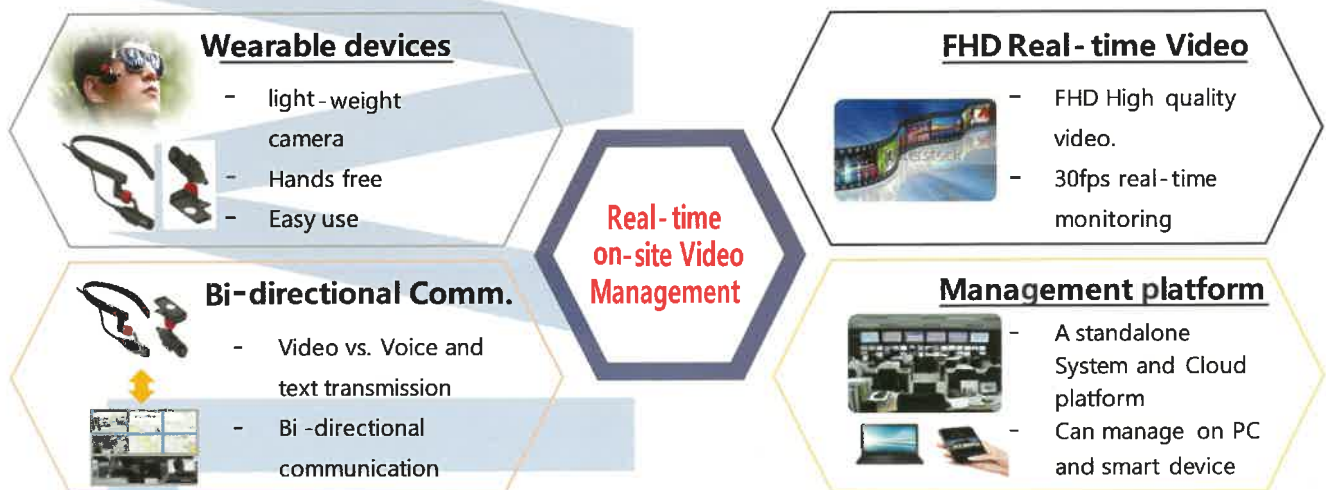 Wearable devices
- light-weight
camera
- Hands free
- Easy use
FHD Real-time Video
- FHD High quality
video.
- 30fps real-time
monitoring
Real-time
on-site Video
Management
Bi-directional Comm.
- Video vs. Voice and
text transmission
- Bi-directional
communication
Management platform
- A standalone
System and Cloud
platform
- Can manage on PC
and smart device